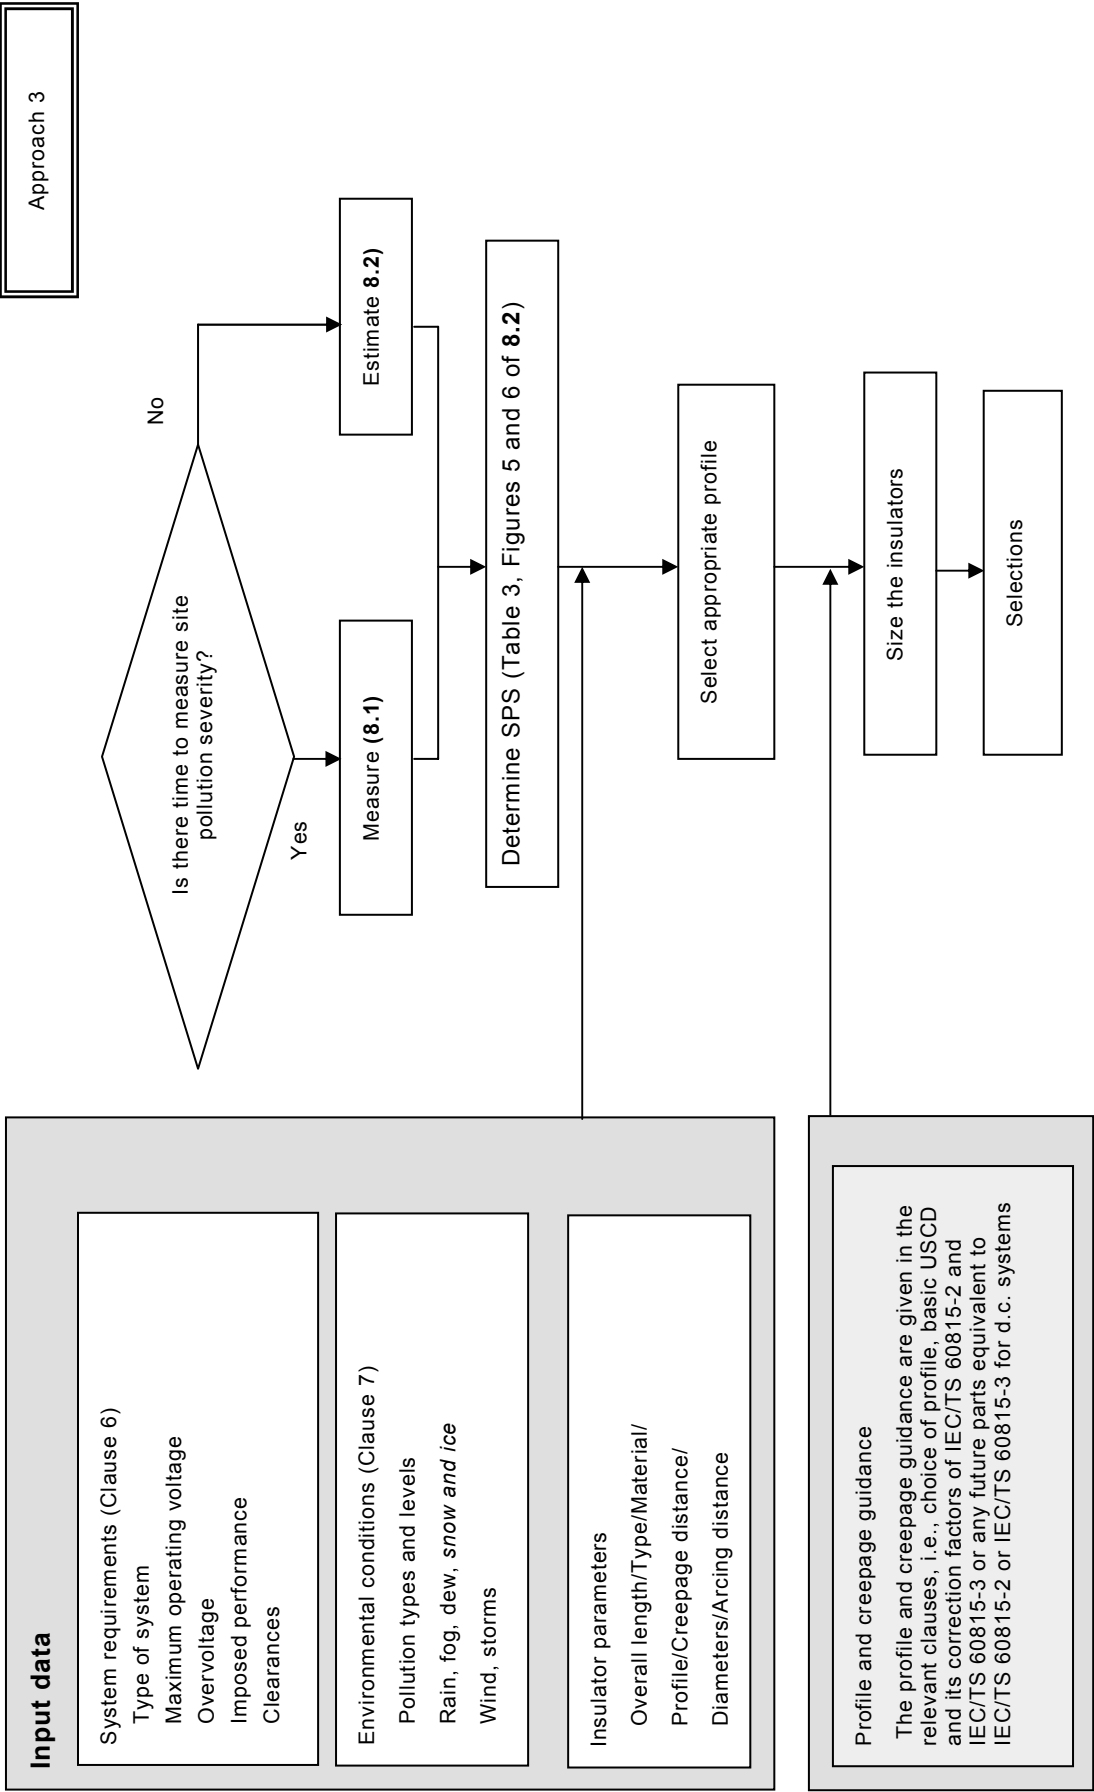 Approach 3
Input data
System requirements (Clause 6)
Type of system
Maximum operating voltage
Overvoltage
Imposed performance
Clearances
Environmental conditions (Clause 7)
Pollution types and levels
Rain, fog, dew, snow and ice
Wind, storms
Insulator parameters
Overall length/Type/Material/
Profile/Creepage distance/
Diameters/Arcing distance
Profile and creepage guidance
The profile and creepage guidance are given in the
relevant clauses, i.e., choice of profile, basic USCD
and its correction factors of IEC/TS 60815-2 and
IEC/TS 60815-3 or any future parts equivalent to
IEC/TS 60815-2 or IEC/TS 60815-3 for d.c. systems
Is there time to measure site
pollution severity?
Yes
No
Measure (8.1)
Estimate 8.2)
Determine SPS (Table 3, Figures 5 and 6 of 8.2)
Select appropriate profile
Size the insulators
Selections